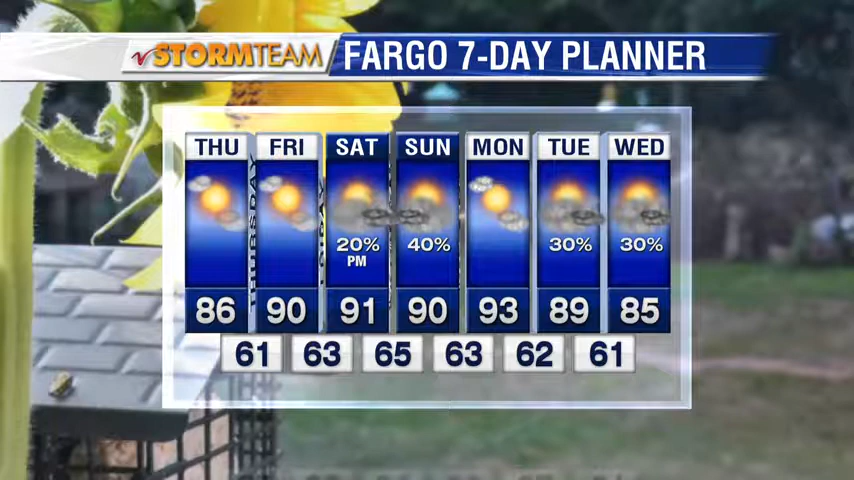 STORMTEAM
FARGO 7-DAY PLANNER
THU FRI SAT SUN MON TUE WED
THURSDAY
20% 40% 30% 30%
PM
86 90 91 90 93 89 85
61 63 65 63 62 61